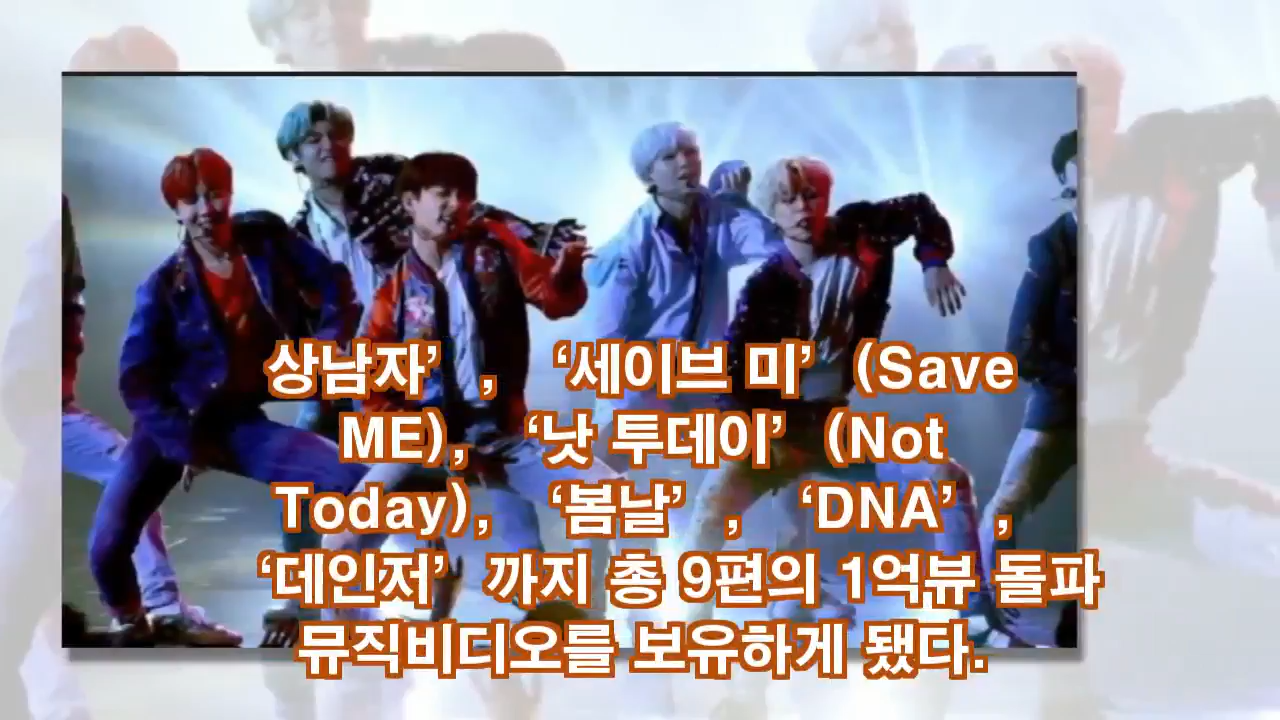 상남자’ , ‘세이브 미’ (Save
ME), ‘낫 투데이’ (Not
Today), ‘봄날’ , ‘DNA’ ,
‘데인저’ 까지 총 9편의 1억뷰 돌파
뮤직비디오를 보유하게 됐다.